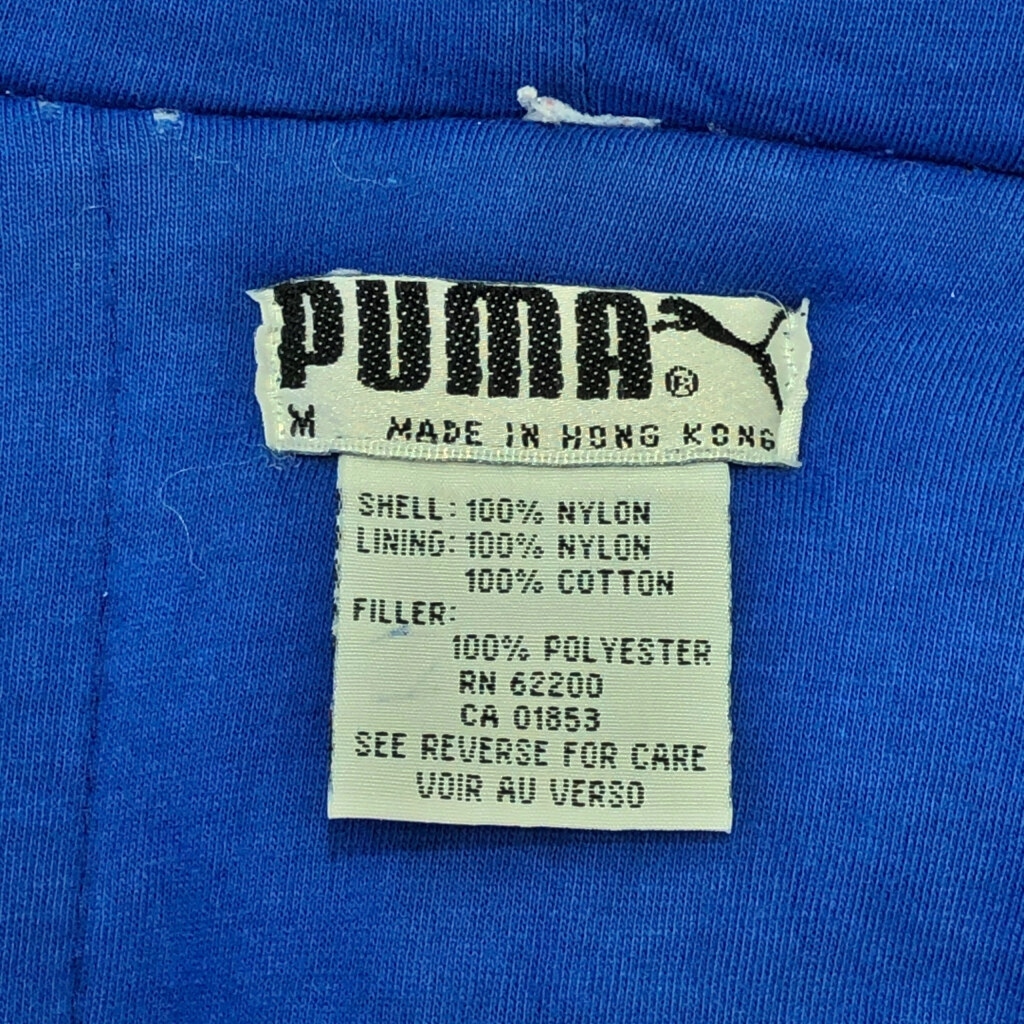 PUMA®
M MADE IN HONG KONG
SHELL: 100% NYLON
LINING: 100% NYLON
100% COTTON
FILLER:
100% POLYESTER
RN 62200
CA 01853
SEE REVERSE FOR CARE
VOIR AU VERSO